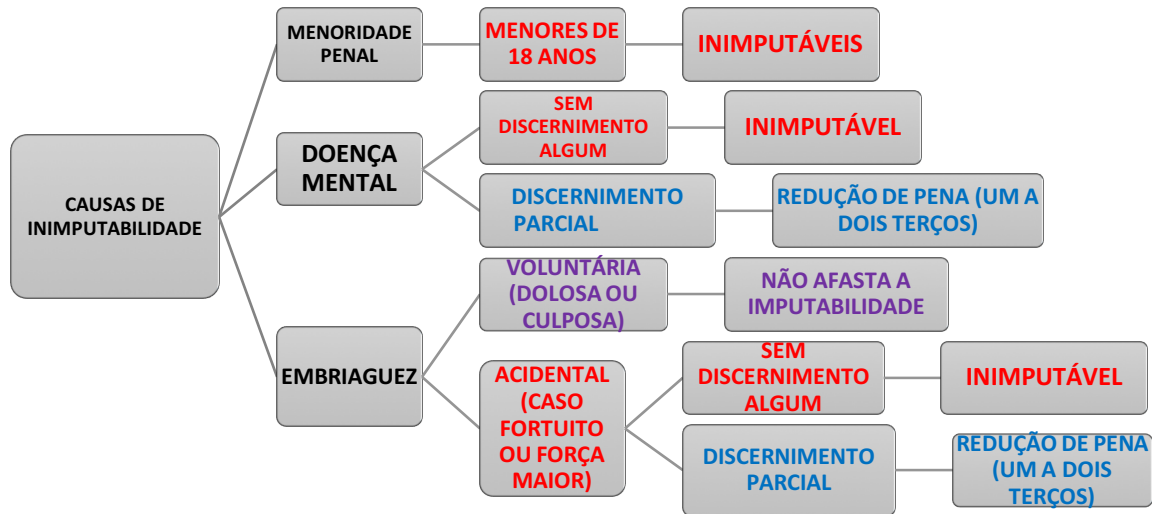 CAUSAS DE
INIMPUTABILIDADE
MENORIDADE
PENAL
MENORES DE
18 ANOS
INIMPUTÁVEIS
DOENÇA
MENTAL
SEM
DISCERNIMENTO
ALGUM
INIMPUTÁVEL
DISCERNIMENTO
PARCIAL
REDUÇÃO DE PENA (UM A
DOIS TERÇOS)
EMBRIAGUEZ
VOLUNTÁRIA
(DOLOSA OU
CULPOSA)
NÃO AFASTA A
IMPUTABILIDADE
ACIDENTAL
(CASO
FORTUITO
OU FORÇA
MAIOR)
SEM
DISCERNIMENTO
ALGUM
INIMPUTÁVEL
DISCERNIMENTO
PARCIAL
REDUÇÃO DE PENA
(UM A DOIS
TERÇOS)